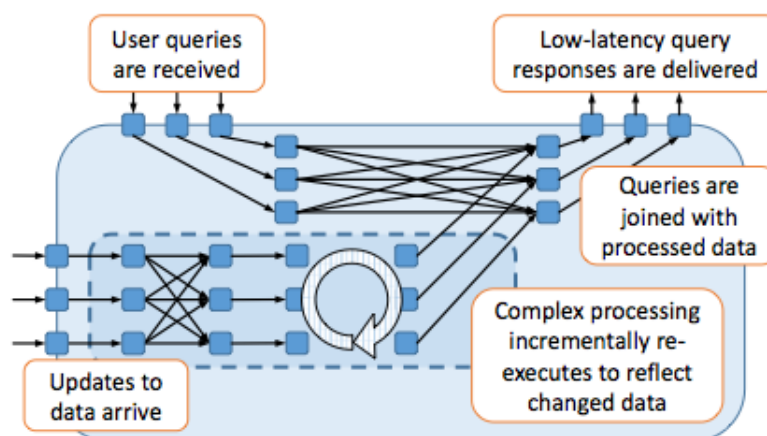 User queries
are received
Low-latency query
responses are delivered
Queries are
joined with
processed data
Complex processing
incrementally re-
executes to reflect
changed data
Updates to
data arrive